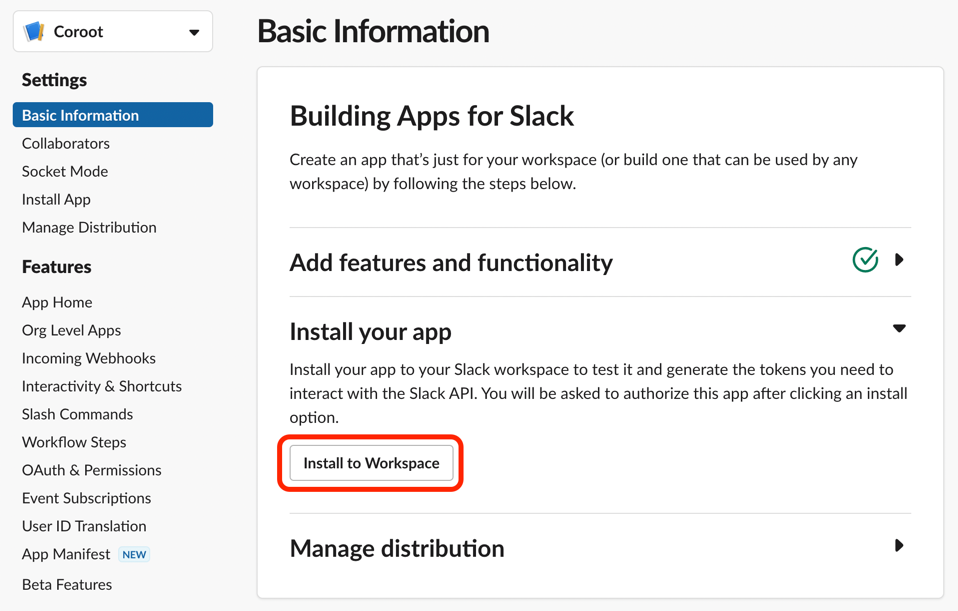 Coroot
Settings
Basic Information
Collaborators
Socket Mode
Install App
Manage Distribution
Features
App Home
Org Level Apps
Incoming Webhooks
Interactivity & Shortcuts
Slash Commands
Workflow Steps
OAuth & Permissions
Event Subscriptions
User ID Translation
App Manifest NEW
Beta Features
Basic Information
Building Apps for Slack
Create an app that’s just for your workspace (or build one that can be used by any
workspace) by following the steps below.
Add features and functionality
Install your app
Install your app to your Slack workspace to test it and generate the tokens you need to
interact with the Slack API. You will be asked to authorize this app after clicking an install
option.
Install to Workspace
Manage distribution